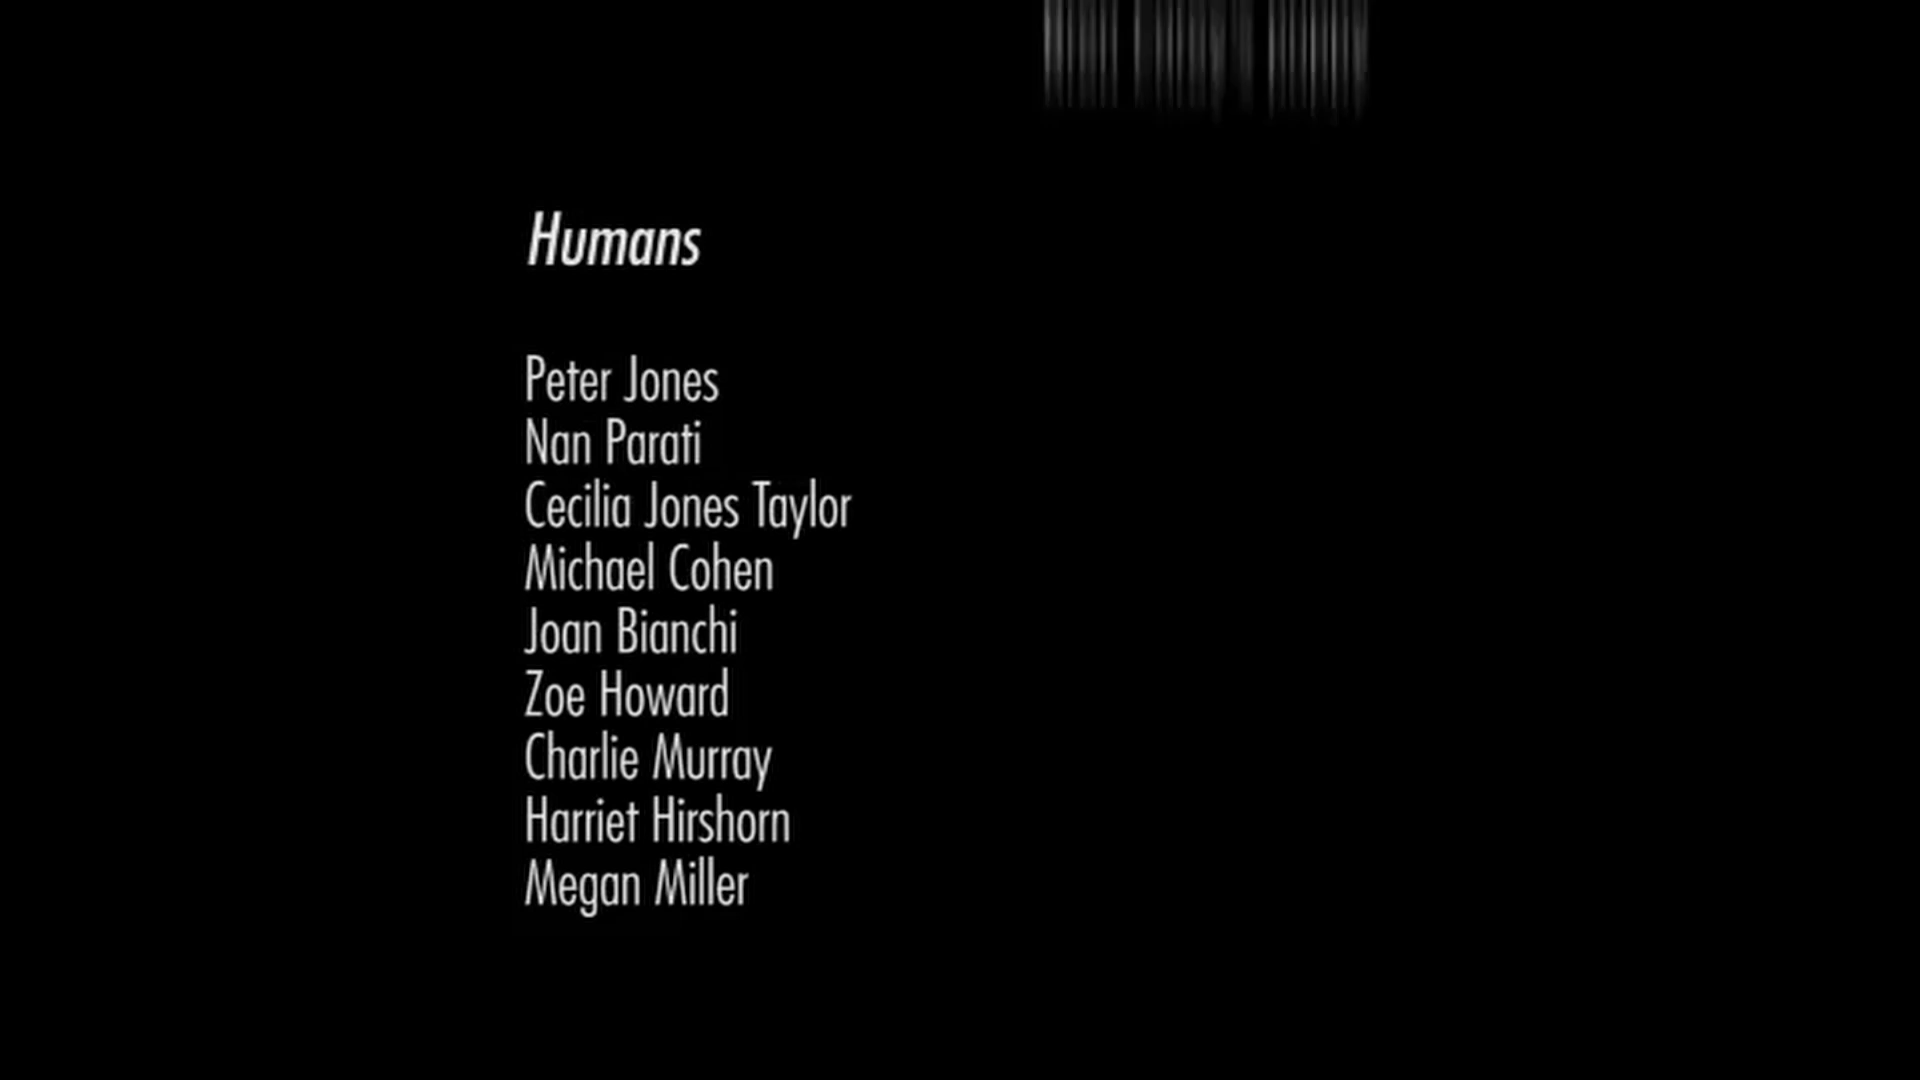 Humans
Peter Jones
Nan Parati
Cecilia Jones Taylor
Michael Cohen
Joan Bianchi
Zoe Howard
Charlie Murray
Harriet Hirshorn
Megan Miller